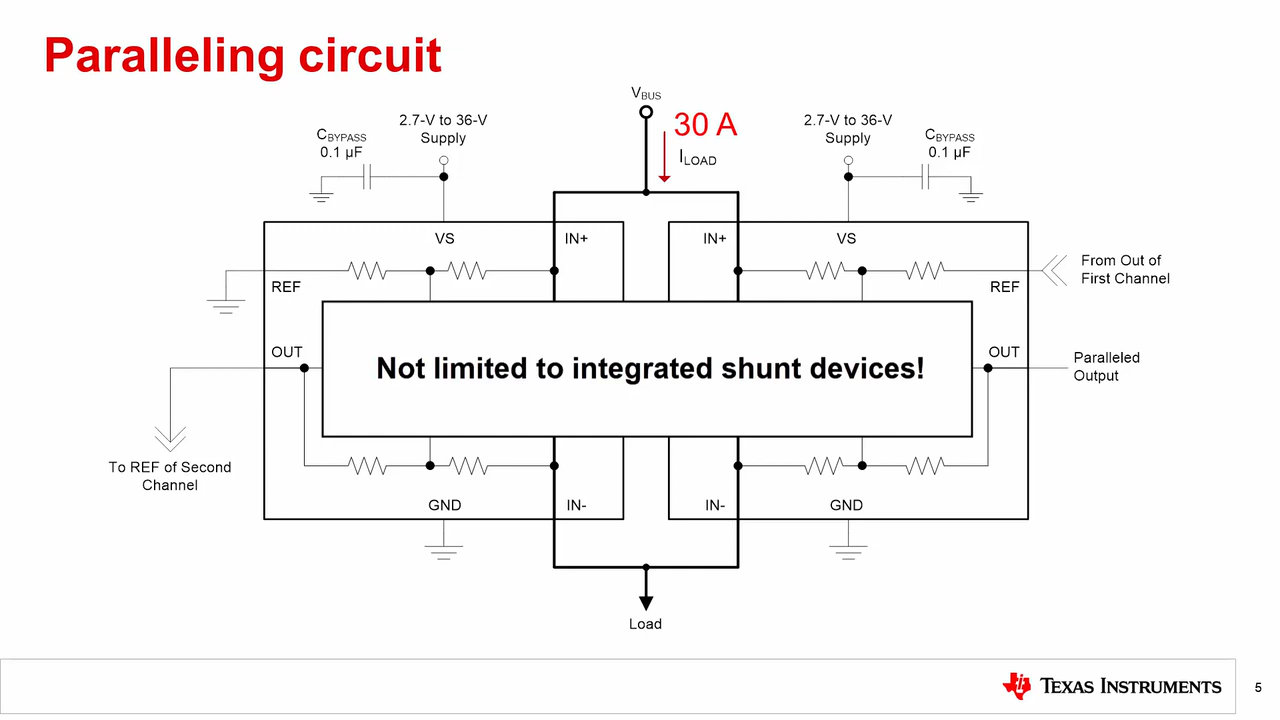 Paralleling circuit
V_BUS
30 A
I_LOAD
C_BYPASS
0.1 µF
2.7-V to 36-V
Supply
2.7-V to 36-V
Supply
C_BYPASS
0.1 µF
VS
IN+
IN+
VS
REF
REF
From Out of
First Channel
OUT
OUT
Not limited to integrated shunt devices!
Paralleled
Output
To REF of Second
Channel
GND
IN-
IN-
GND
Load
TEXAS INSTRUMENTS
5